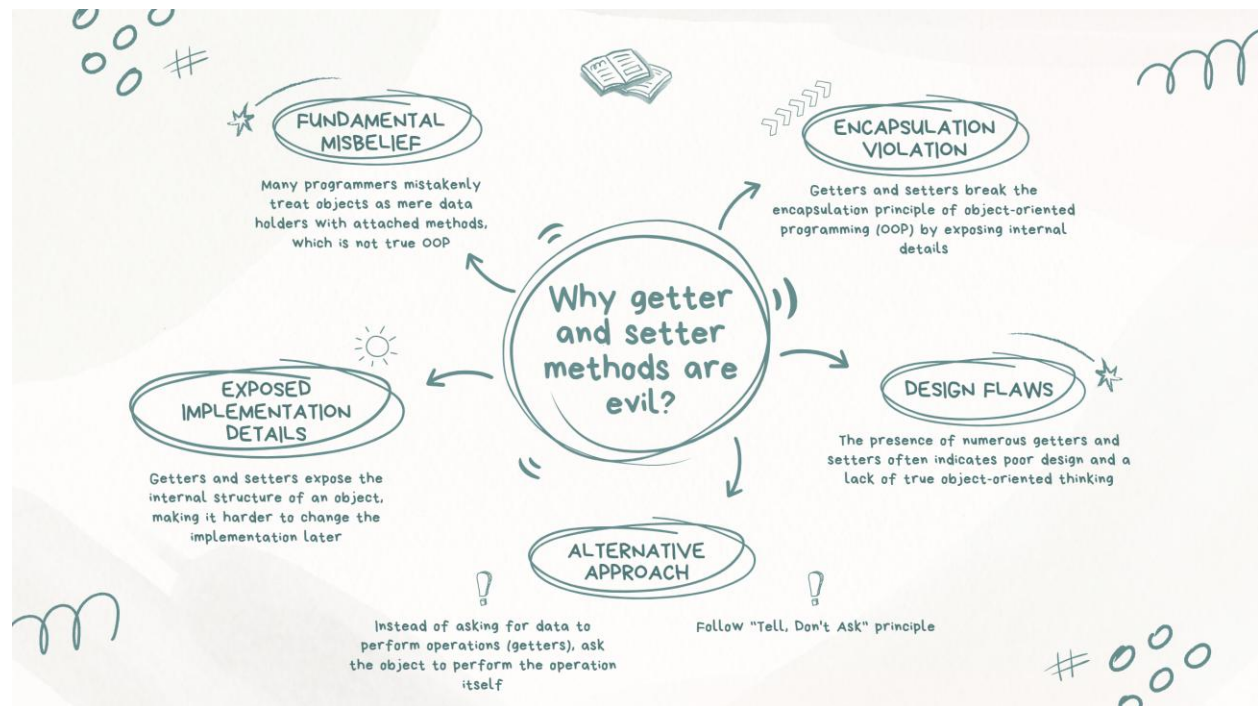 FUNDAMENTAL
MISBELIEF
Many programmers mistakenly
treat objects as mere data
holders with attached methods,
which is not true OOP
ENCAPSULATION
VIOLATION
Getters and setters break the
encapsulation principle of object-oriented
programming (OOP) by exposing internal
details
Why getter
and setter
methods are
evil?
EXPOSED
IMPLEMENTATION
DETAILS
Getters and setters expose the
internal structure of an object,
making it harder to change the
implementation later
DESIGN FLAWS
The presence of numerous getters and
setters often indicates poor design and a
lack of true object-oriented thinking
ALTERNATIVE
APPROACH
Instead of asking for data to
perform operations (getters), ask
the object to perform the operation
itself
Follow "Tell, Don't Ask" principle